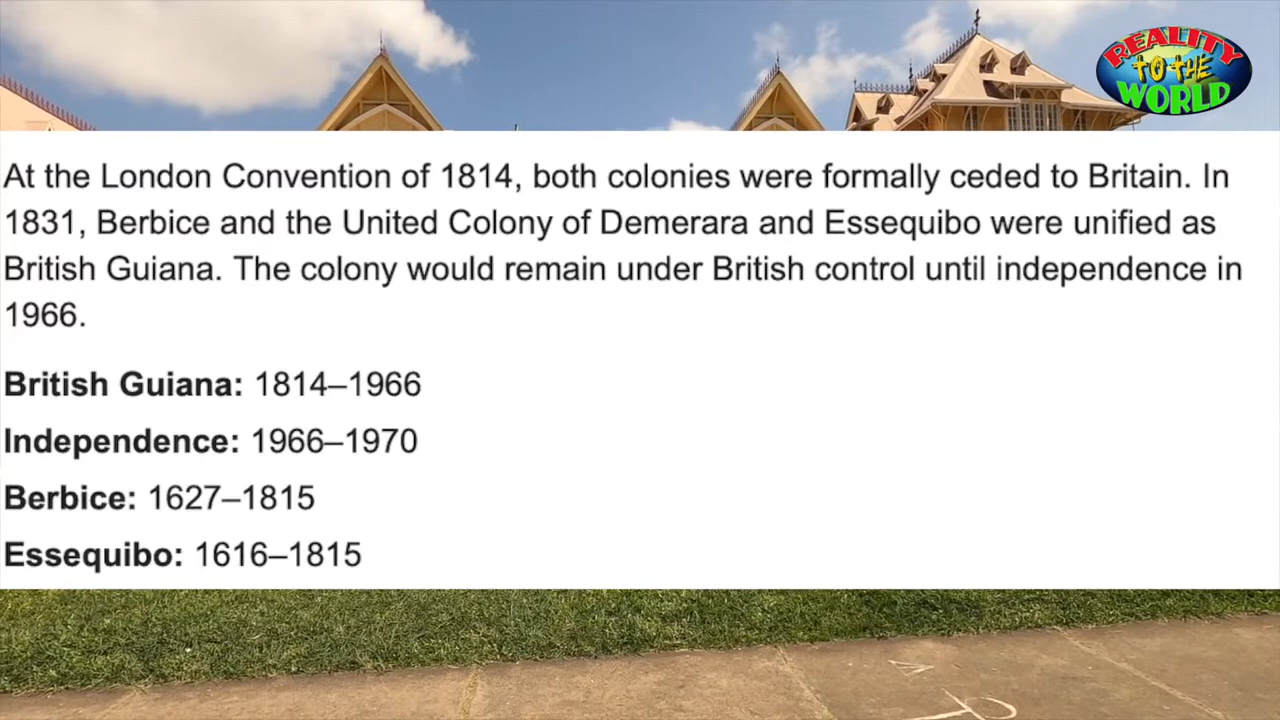 REALITY
TO THE
WORLD
At the London Convention of 1814, both colonies were formally ceded to Britain. In
1831, Berbice and the United Colony of Demerara and Essequibo were unified as
British Guiana. The colony would remain under British control until independence in
1966.
British Guiana: 1814–1966
Independence: 1966–1970
Berbice: 1627–1815
Essequibo: 1616–1815